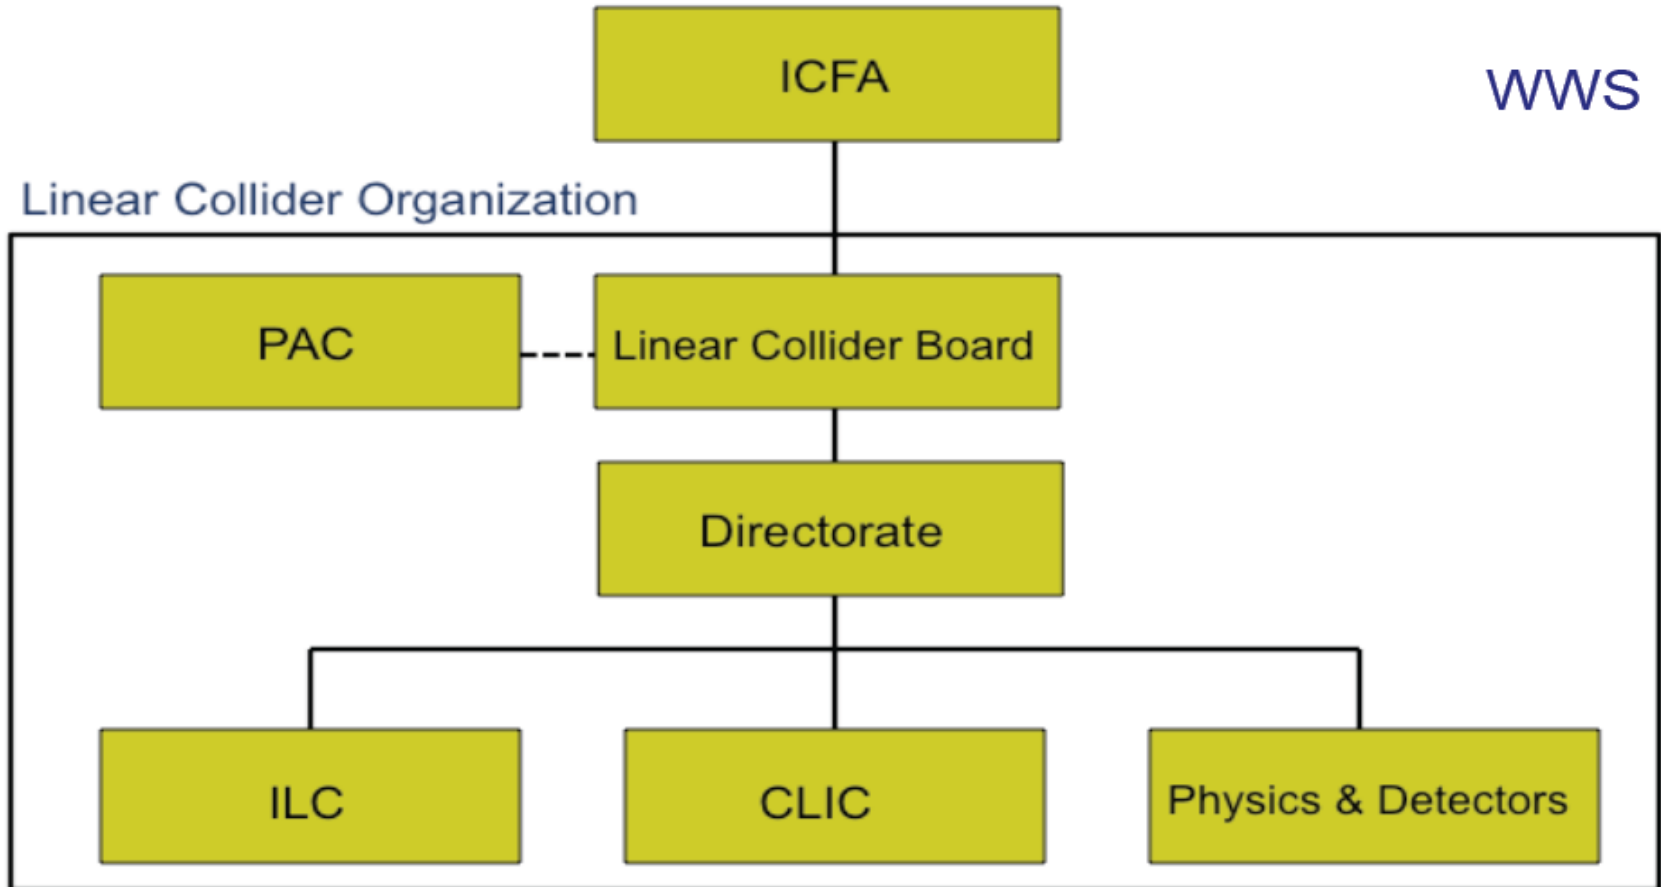 ICFA
WWS
Linear Collider Organization
PAC
Linear Collider Board
Directorate
ILC
CLIC
Physics & Detectors